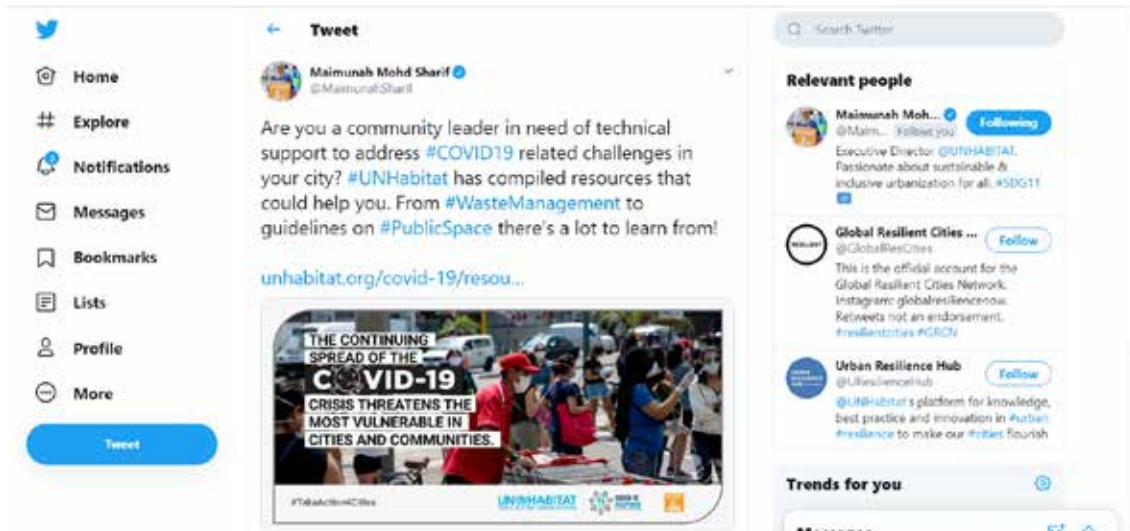 Home
Explore
Notifications
Messages
Bookmarks
Lists
Profile
More
Tweet
Tweet
Maimunah Mohd Sharif
@MaimunahSharif
Are you a community leader in need of technical
support to address #COVID19 related challenges in
your city? #UNHabitat has compiled resources that
could help you. From #WasteManagement to
guidelines on #PublicSpace there's a lot to learn from!
unhabitat.org/covid-19/resou...
THE CONTINUING
SPREAD OF THE
COVID-19
CRISIS THREATENS THE
MOST VULNERABLE IN
CITIES AND COMMUNITIES.
#TakeAction4Cities
UN HABITAT
Search Twitter
Relevant people
Maimunah Moh...
Following
@Maim... Follows you
Executive Director @UNHABITAT.
Passionate about sustainable &
inclusive urbanization for all. #SDG11
RESILIENT
Global Resilient Cities ...
Follow
@GlobalResCities
This is the official account for the
Global Resilient Cities Network.
Instagram: globalresiliencenow.
Retweets not an endorsement.
#resilientcities #GRCN
Urban Resilience Hub
Follow
@UResilienceHub
@UNHabitat's platform for knowledge,
best practice and innovation in #urban
#resilience to make our #cities flourish
Trends for you
Messages